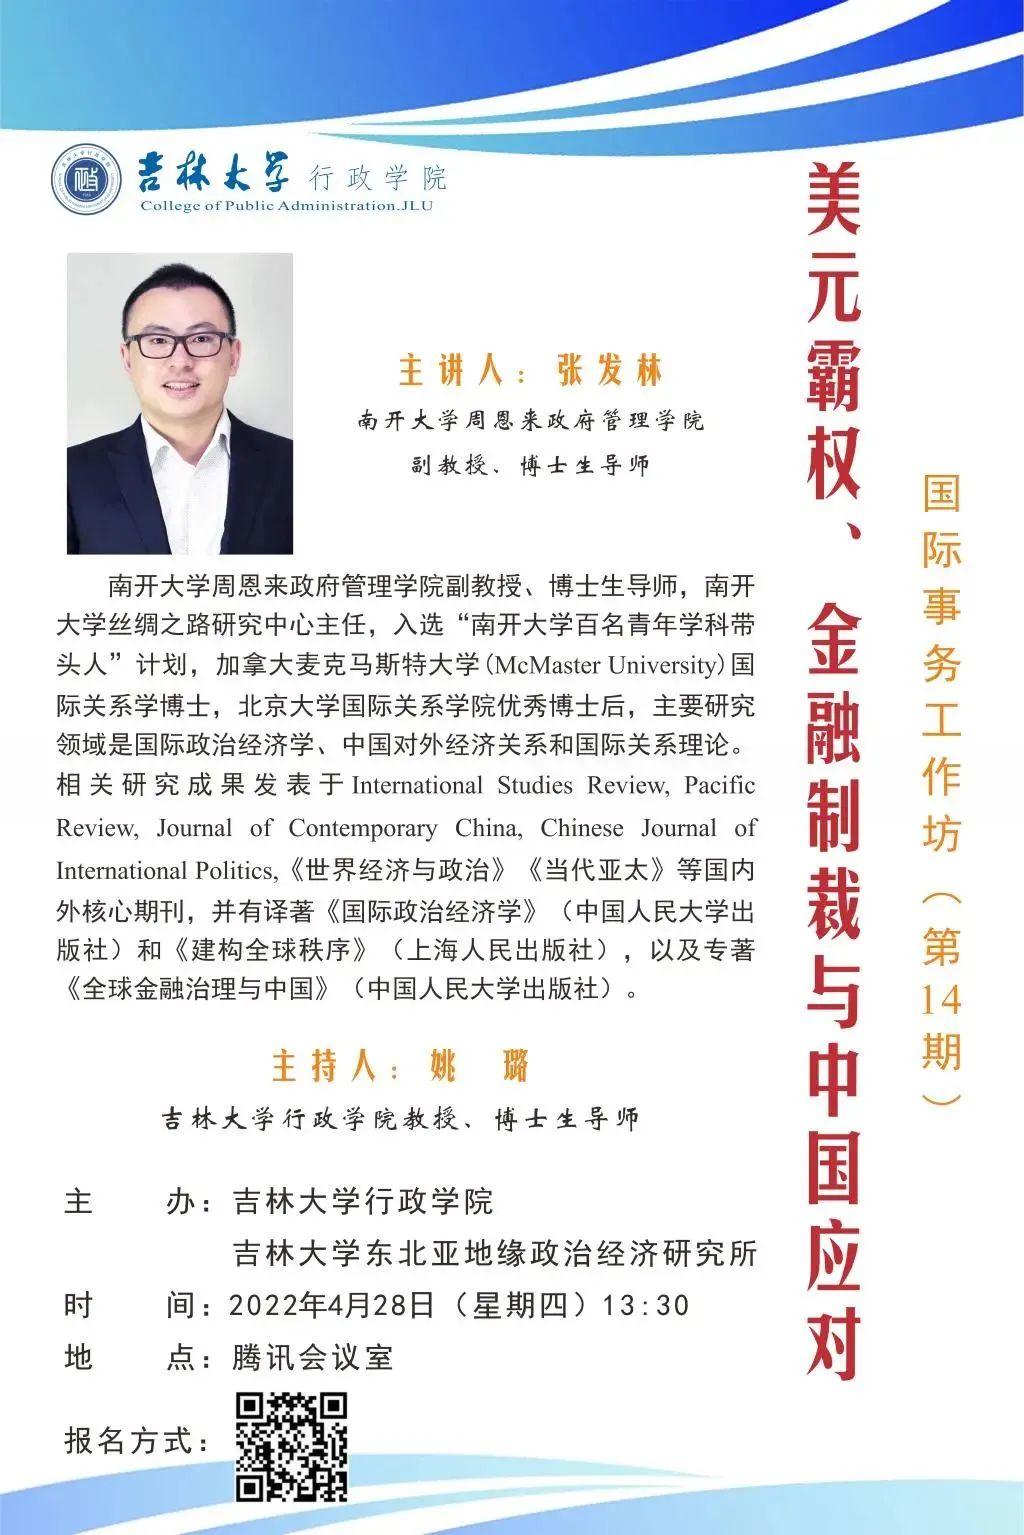 吉林大学 行政学院
College of Public Administration.JLU
美元霸权、金融制裁与中国应对
国际事务工作坊（第14期）
主讲人：张发林
南开大学周恩来政府管理学院
副教授、博士生导师
南开大学周恩来政府管理学院副教授、博士生导师，南开
大学丝绸之路研究中心主任，入选“南开大学百名青年学科带
头人”计划，加拿大麦克马斯特大学(McMaster University)国
际关系学博士，北京大学国际关系学院优秀博士后，主要研究
领域是国际政治经济学、中国对外经济关系和国际关系理论。
相关研究成果发表于International Studies Review, Pacific
Review, Journal of Contemporary China, Chinese Journal of
International Politics,《世界经济与政治》《当代亚太》等国内
外核心期刊，并有译著《国际政治经济学》（中国人民大学出
版社）和《建构全球秩序》（上海人民出版社），以及专著
《全球金融治理与中国》（中国人民大学出版社）。
主持人：姚 璐
吉林大学行政学院教授、博士生导师
主 办：吉林大学行政学院
吉林大学东北亚地缘政治经济研究所
时 间：2022年4月28日（星期四）13:30
地 点：腾讯会议室
报名方式：